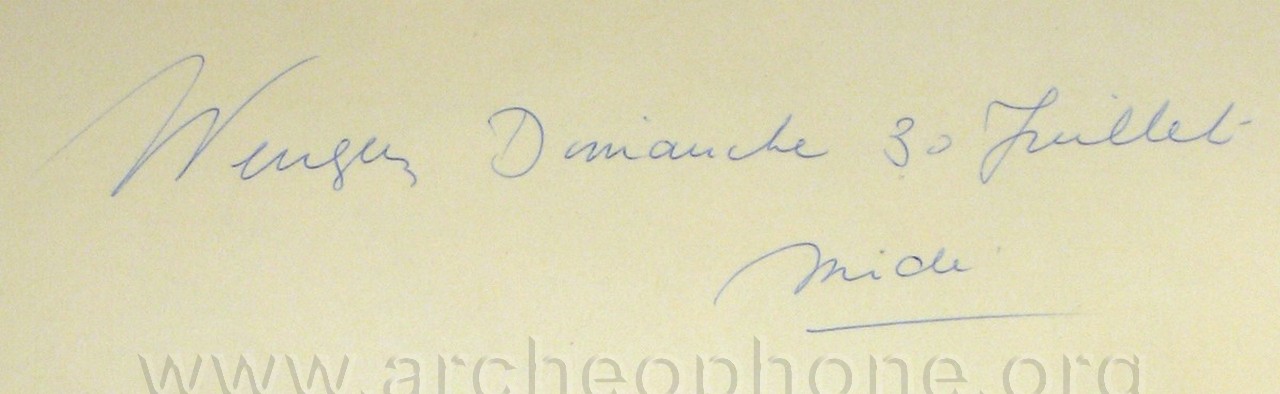 Wengen Dimanche 30 Juillet
Midi
www.archeophone.org